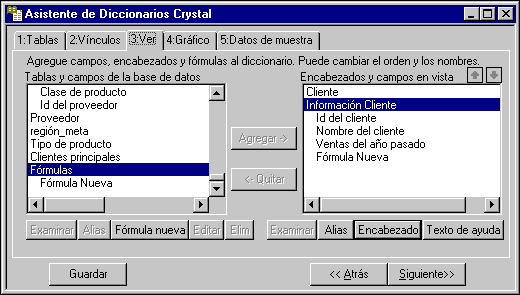 Asistente de Diccionarios Crystal
1:Tablas 2:Vínculos 3:Ver 4:Gráfico 5:Datos de muestra
Agregue campos, encabezados y fórmulas al diccionario. Puede cambiar el orden y los nombres.
Tablas y campos de la base de datos
Clase de producto
Id del proveedor
Proveedor
región_meta
Tipo de producto
Clientes principales
Fórmulas
Fórmula Nueva
Agregar ->
<- Quitar
Encabezados y campos en vista
Cliente
Información Cliente
Id del cliente
Nombre del cliente
Ventas del año pasado
Fórmula Nueva
Examinar Alias Fórmula nueva Editar Elim
Examinar Alias Encabezado Texto de ayuda
Guardar << Atrás Siguiente>>